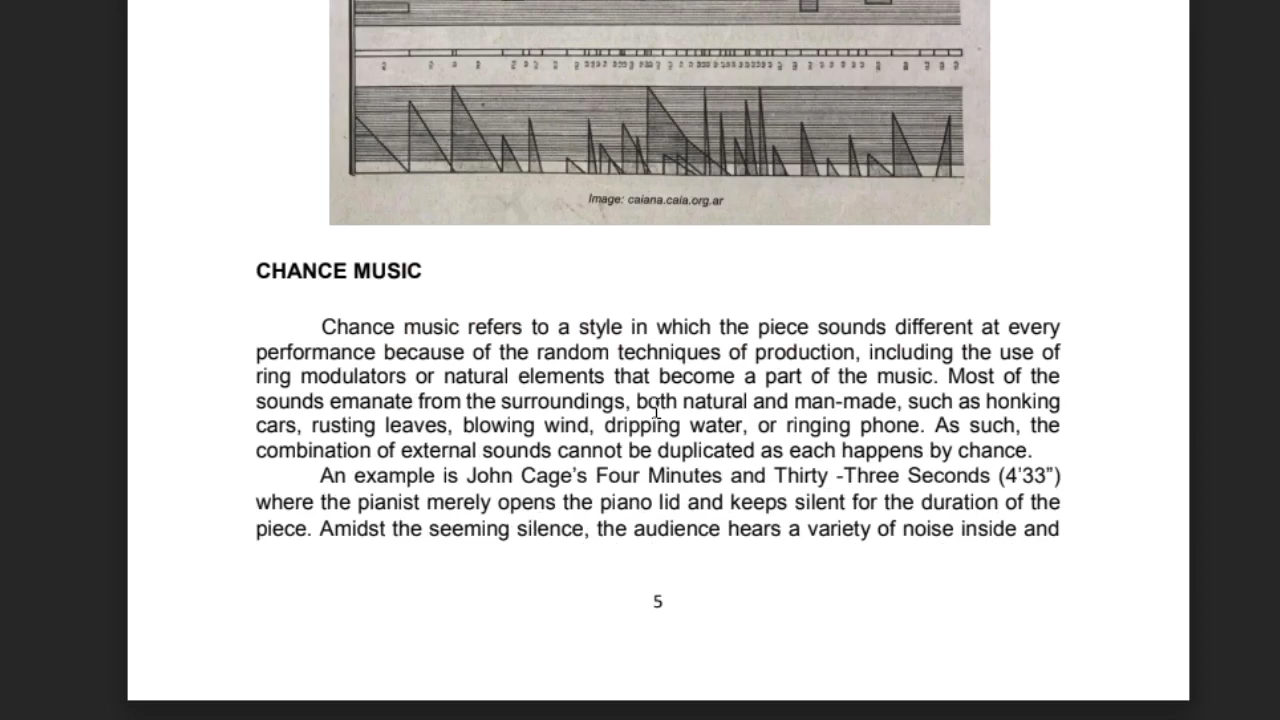 Image: caiana.caia.org.ar
CHANCE MUSIC
Chance music refers to a style in which the piece sounds different at every
performance because of the random techniques of production, including the use of
ring modulators or natural elements that become a part of the music. Most of the
sounds emanate from the surroundings, both natural and man-made, such as honking
cars, rusting leaves, blowing wind, dripping water, or ringing phone. As such, the
combination of external sounds cannot be duplicated as each happens by chance.
An example is John Cage's Four Minutes and Thirty -Three Seconds (4'33”)
where the pianist merely opens the piano lid and keeps silent for the duration of the
piece. Amidst the seeming silence, the audience hears a variety of noise inside and
5